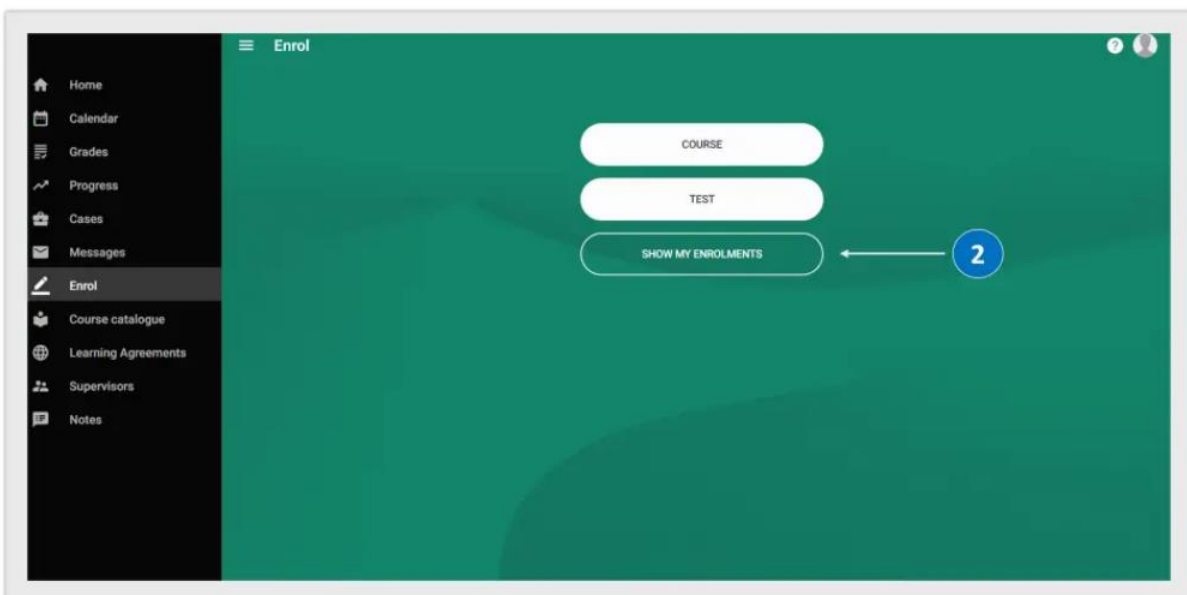 Enrol
Home
Calendar
Grades
Progress
Cases
Messages
Enrol
Course catalogue
Learning Agreements
Supervisors
Notes
COURSE
TEST
SHOW MY ENROLMENTS
2
?